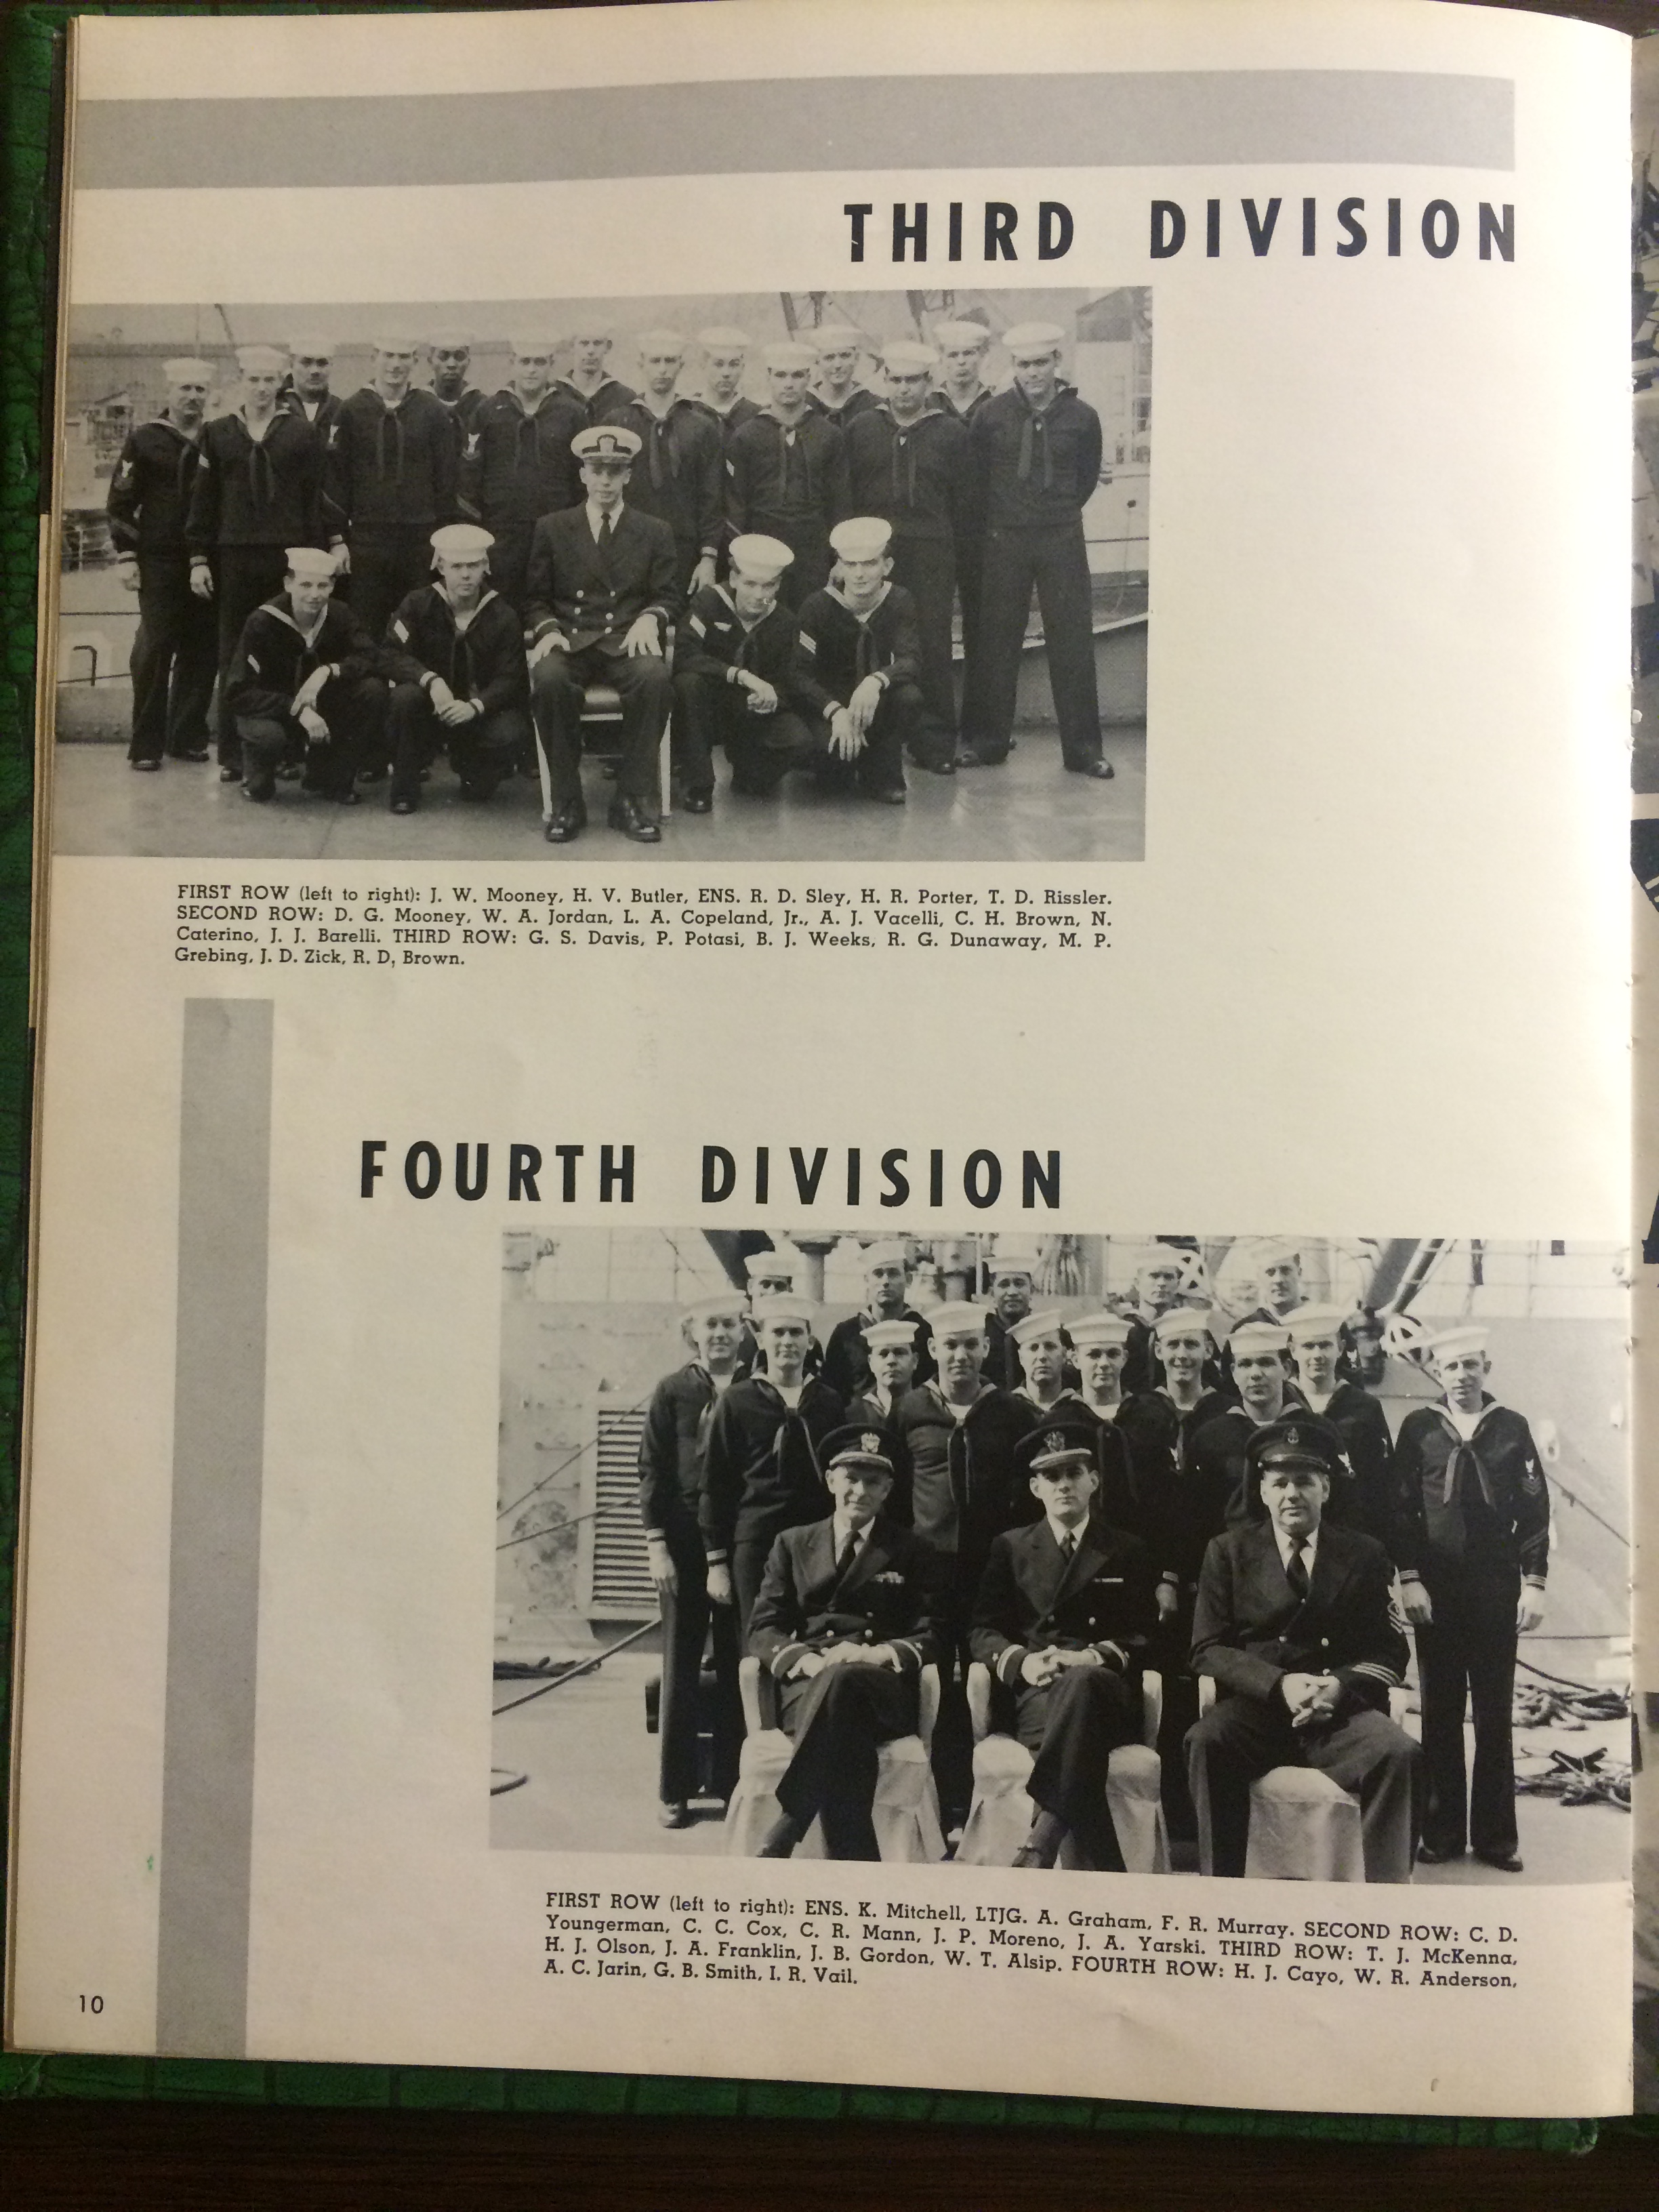 THIRD DIVISION
FIRST ROW (left to right): J. W. Mooney, H. V. Butler, ENS. R. D. Sley, H. R. Porter, T. D. Rissler.
SECOND ROW: D. G. Mooney, W. A. Jordan, L. A. Copeland, Jr., A. J. Vacelli, C. H. Brown, N.
Caterino, J. J. Barelli. THIRD ROW: G. S. Davis, P. Potasi, B. J. Weeks, R. G. Dunaway, M. P.
Grebing, J. D. Zick, R. D, Brown.
FOURTH DIVISION
FIRST ROW (left to right): ENS. K. Mitchell, LTJG. A. Graham, F. R. Murray. SECOND ROW: C. D.
Youngerman, C. C. Cox, C. R. Mann, J. P. Moreno, J. A. Yarski. THIRD ROW: T. J. McKenna,
H. J. Olson, J. A. Franklin, J. B. Gordon, W. T. Alsip. FOURTH ROW: H. J. Cayo, W. R. Anderson,
A. C. Jarin, G. B. Smith, I. R. Vail.
10